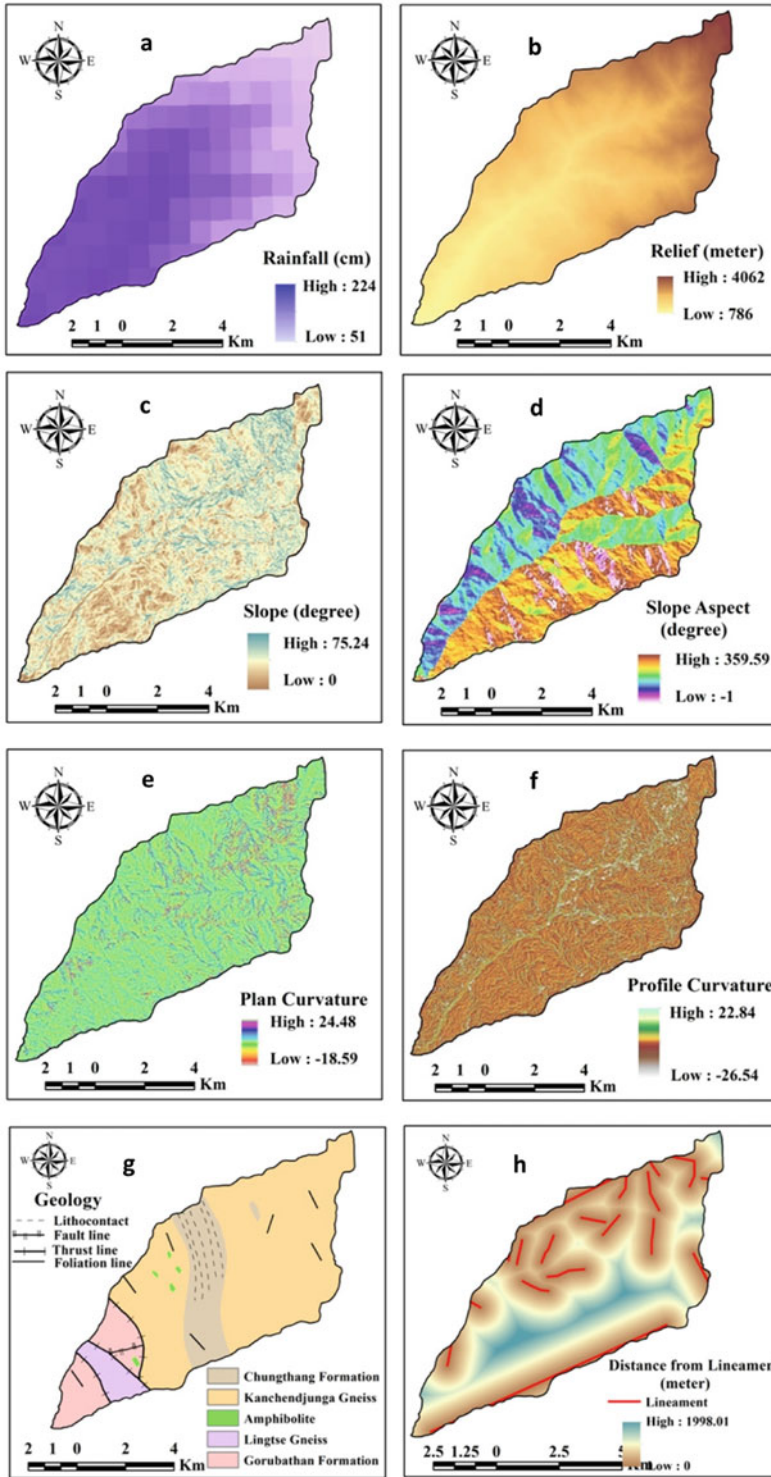 a
N
W E
S
Rainfall (cm)
High : 224
Low : 51
2 1 0 2 4
Km
b
N
W E
S
Relief (meter)
High : 4062
Low : 786
2 1 0 2 4
Km
c
N
W E
S
Slope (degree)
High : 75.24
Low : 0
2 1 0 2 4
Km
d
N
W E
S
Slope Aspect
(degree)
High : 359.59
Low : -1
2 1 0 2 4
Km
e
N
W E
S
Plan Curvature
High : 24.48
Low : -18.59
2 1 0 2 4
Km
f
N
W E
S
Profile Curvature
High : 22.84
Low : -26.54
2 1 0 2 4
Km
g
N
W E
S
Geology
Lithocontact
Fault line
Thrust line
Foliation line
Chungthang Formation
Kanchendjunga Gneiss
Amphibolite
Lingtse Gneiss
Gorubathan Formation
2 1 0 2 4
Km
h
N
W E
S
Distance from Lineamen
(meter)
Lineament
High : 1998.01
Low : 0
2.5 1.25 0 2.5 5
Km